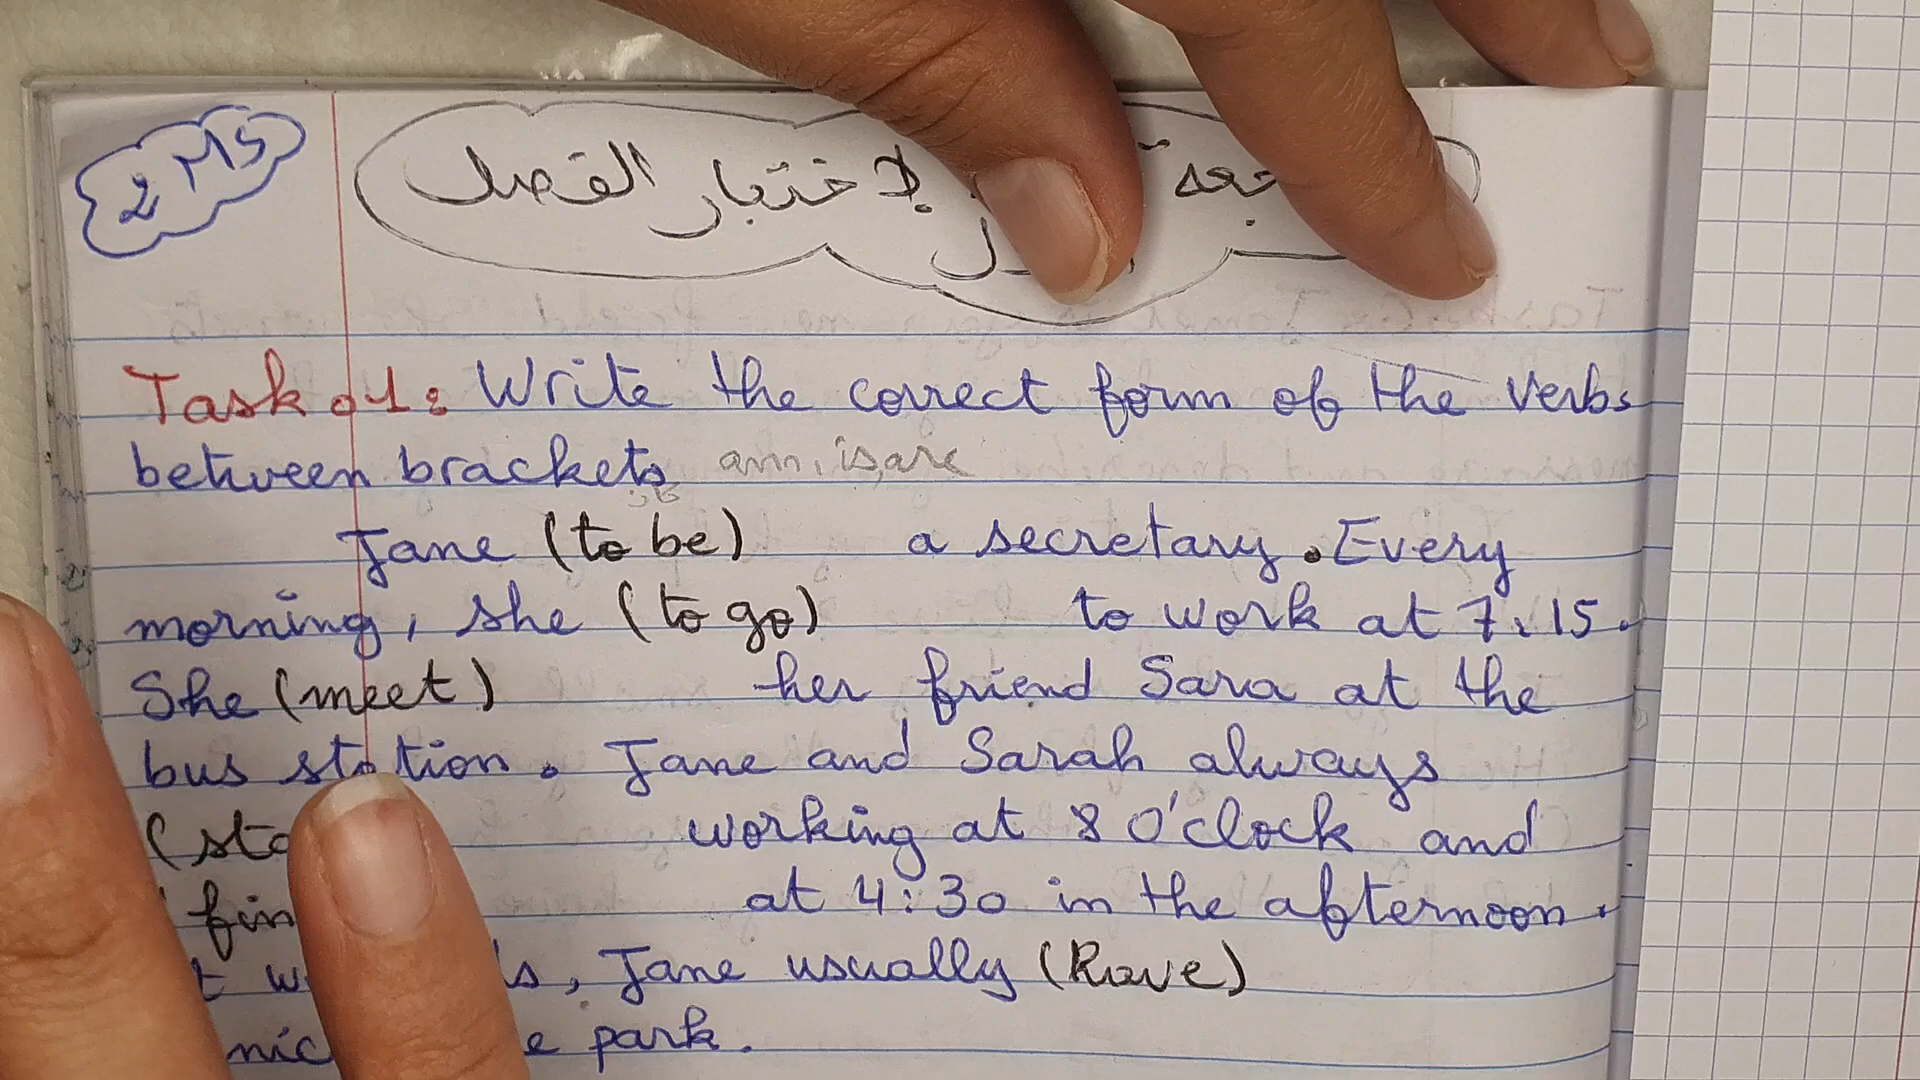 2 MS
لاختبار الفصل
Task 01: Write the correct form of the verbs
between brackets am, is, are
Jane (to be) a secretary. Every
morning, she (to go) to work at 7:15.
She (meet) her friend Sara at the
bus station. Jane and Sarah always
working at 8 O'clock and
at 4:30 in the afternoon.
, Jane usually (have)
park.